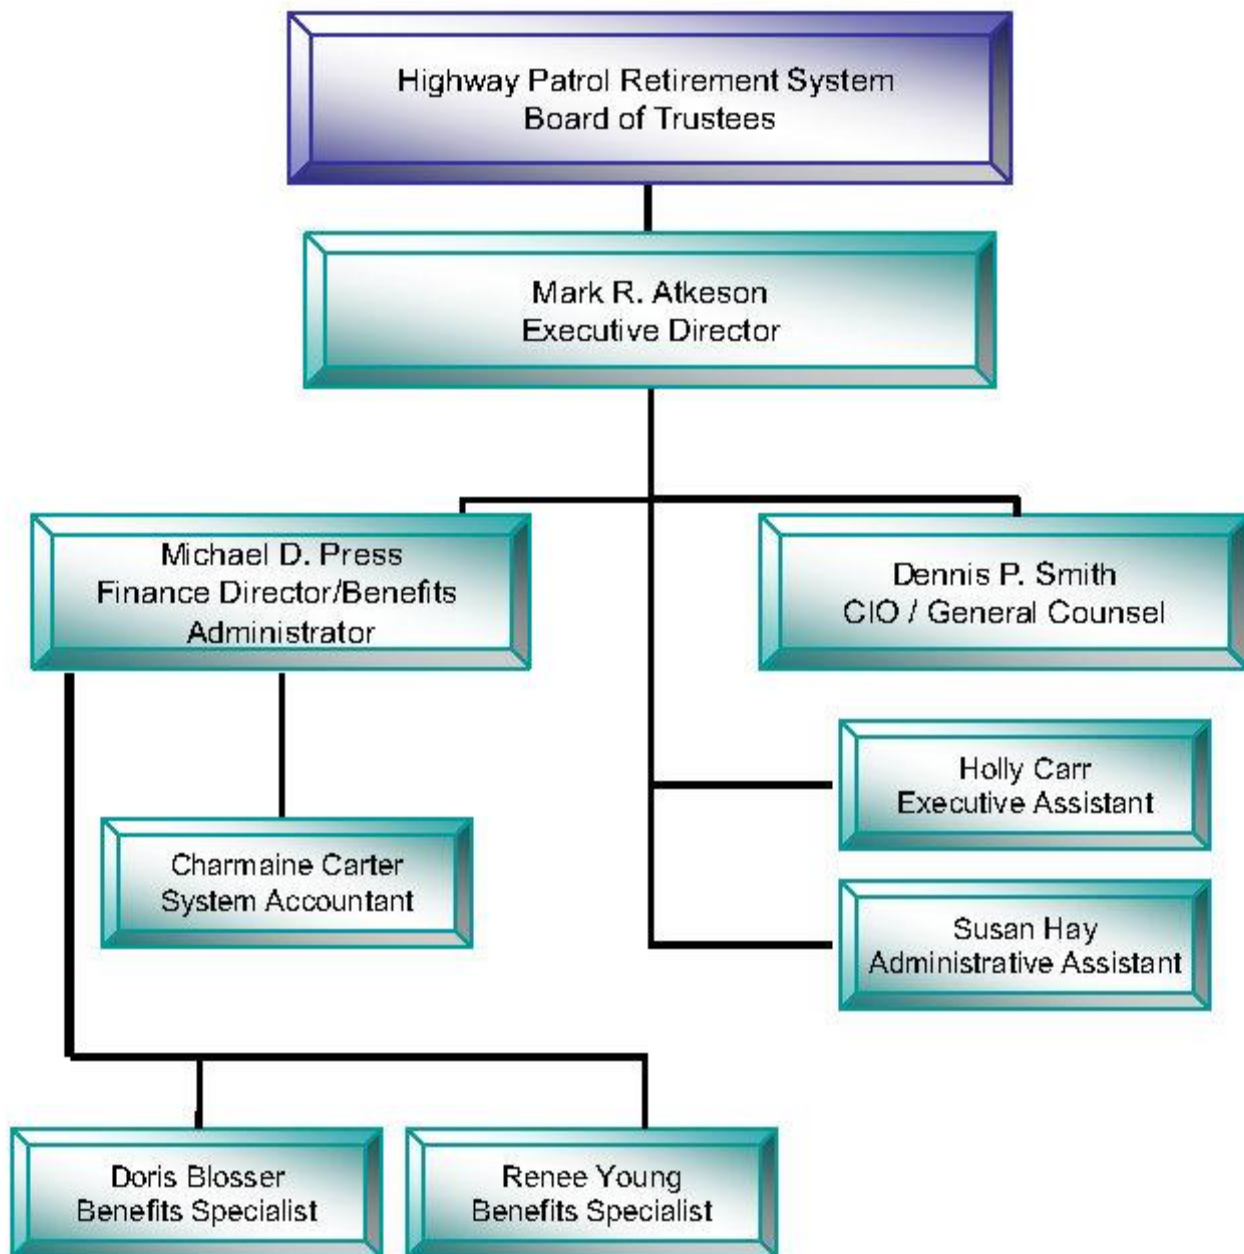 Highway Patrol Retirement System
Board of Trustees
Mark R. Atkeson
Executive Director
Michael D. Press
Finance Director/Benefits
Administrator
Dennis P. Smith
CIO / General Counsel
Holly Carr
Executive Assistant
Charmaine Carter
System Accountant
Susan Hay
Administrative Assistant
Doris Blosser
Benefits Specialist
Renee Young
Benefits Specialist